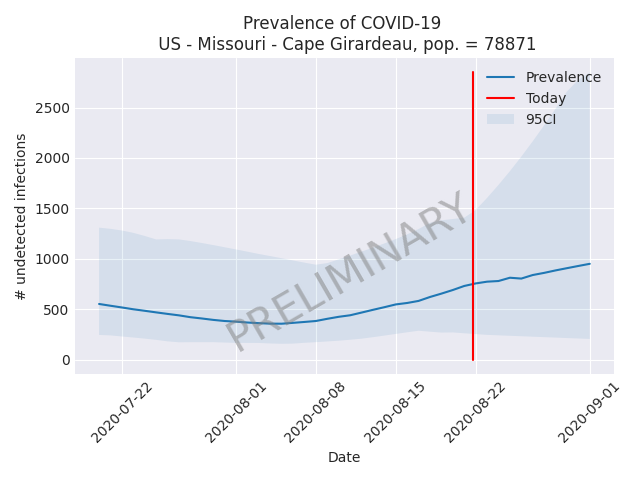 Prevalence of COVID-19
US - Missouri - Cape Girardeau, pop. = 78871
Prevalence
Today
95CI
2500
2000
1500
1000
500
0
# undetected infections
PRELIMINARY
2020-07-22
2020-08-01
2020-08-08
2020-08-15
2020-08-22
2020-09-01
Date